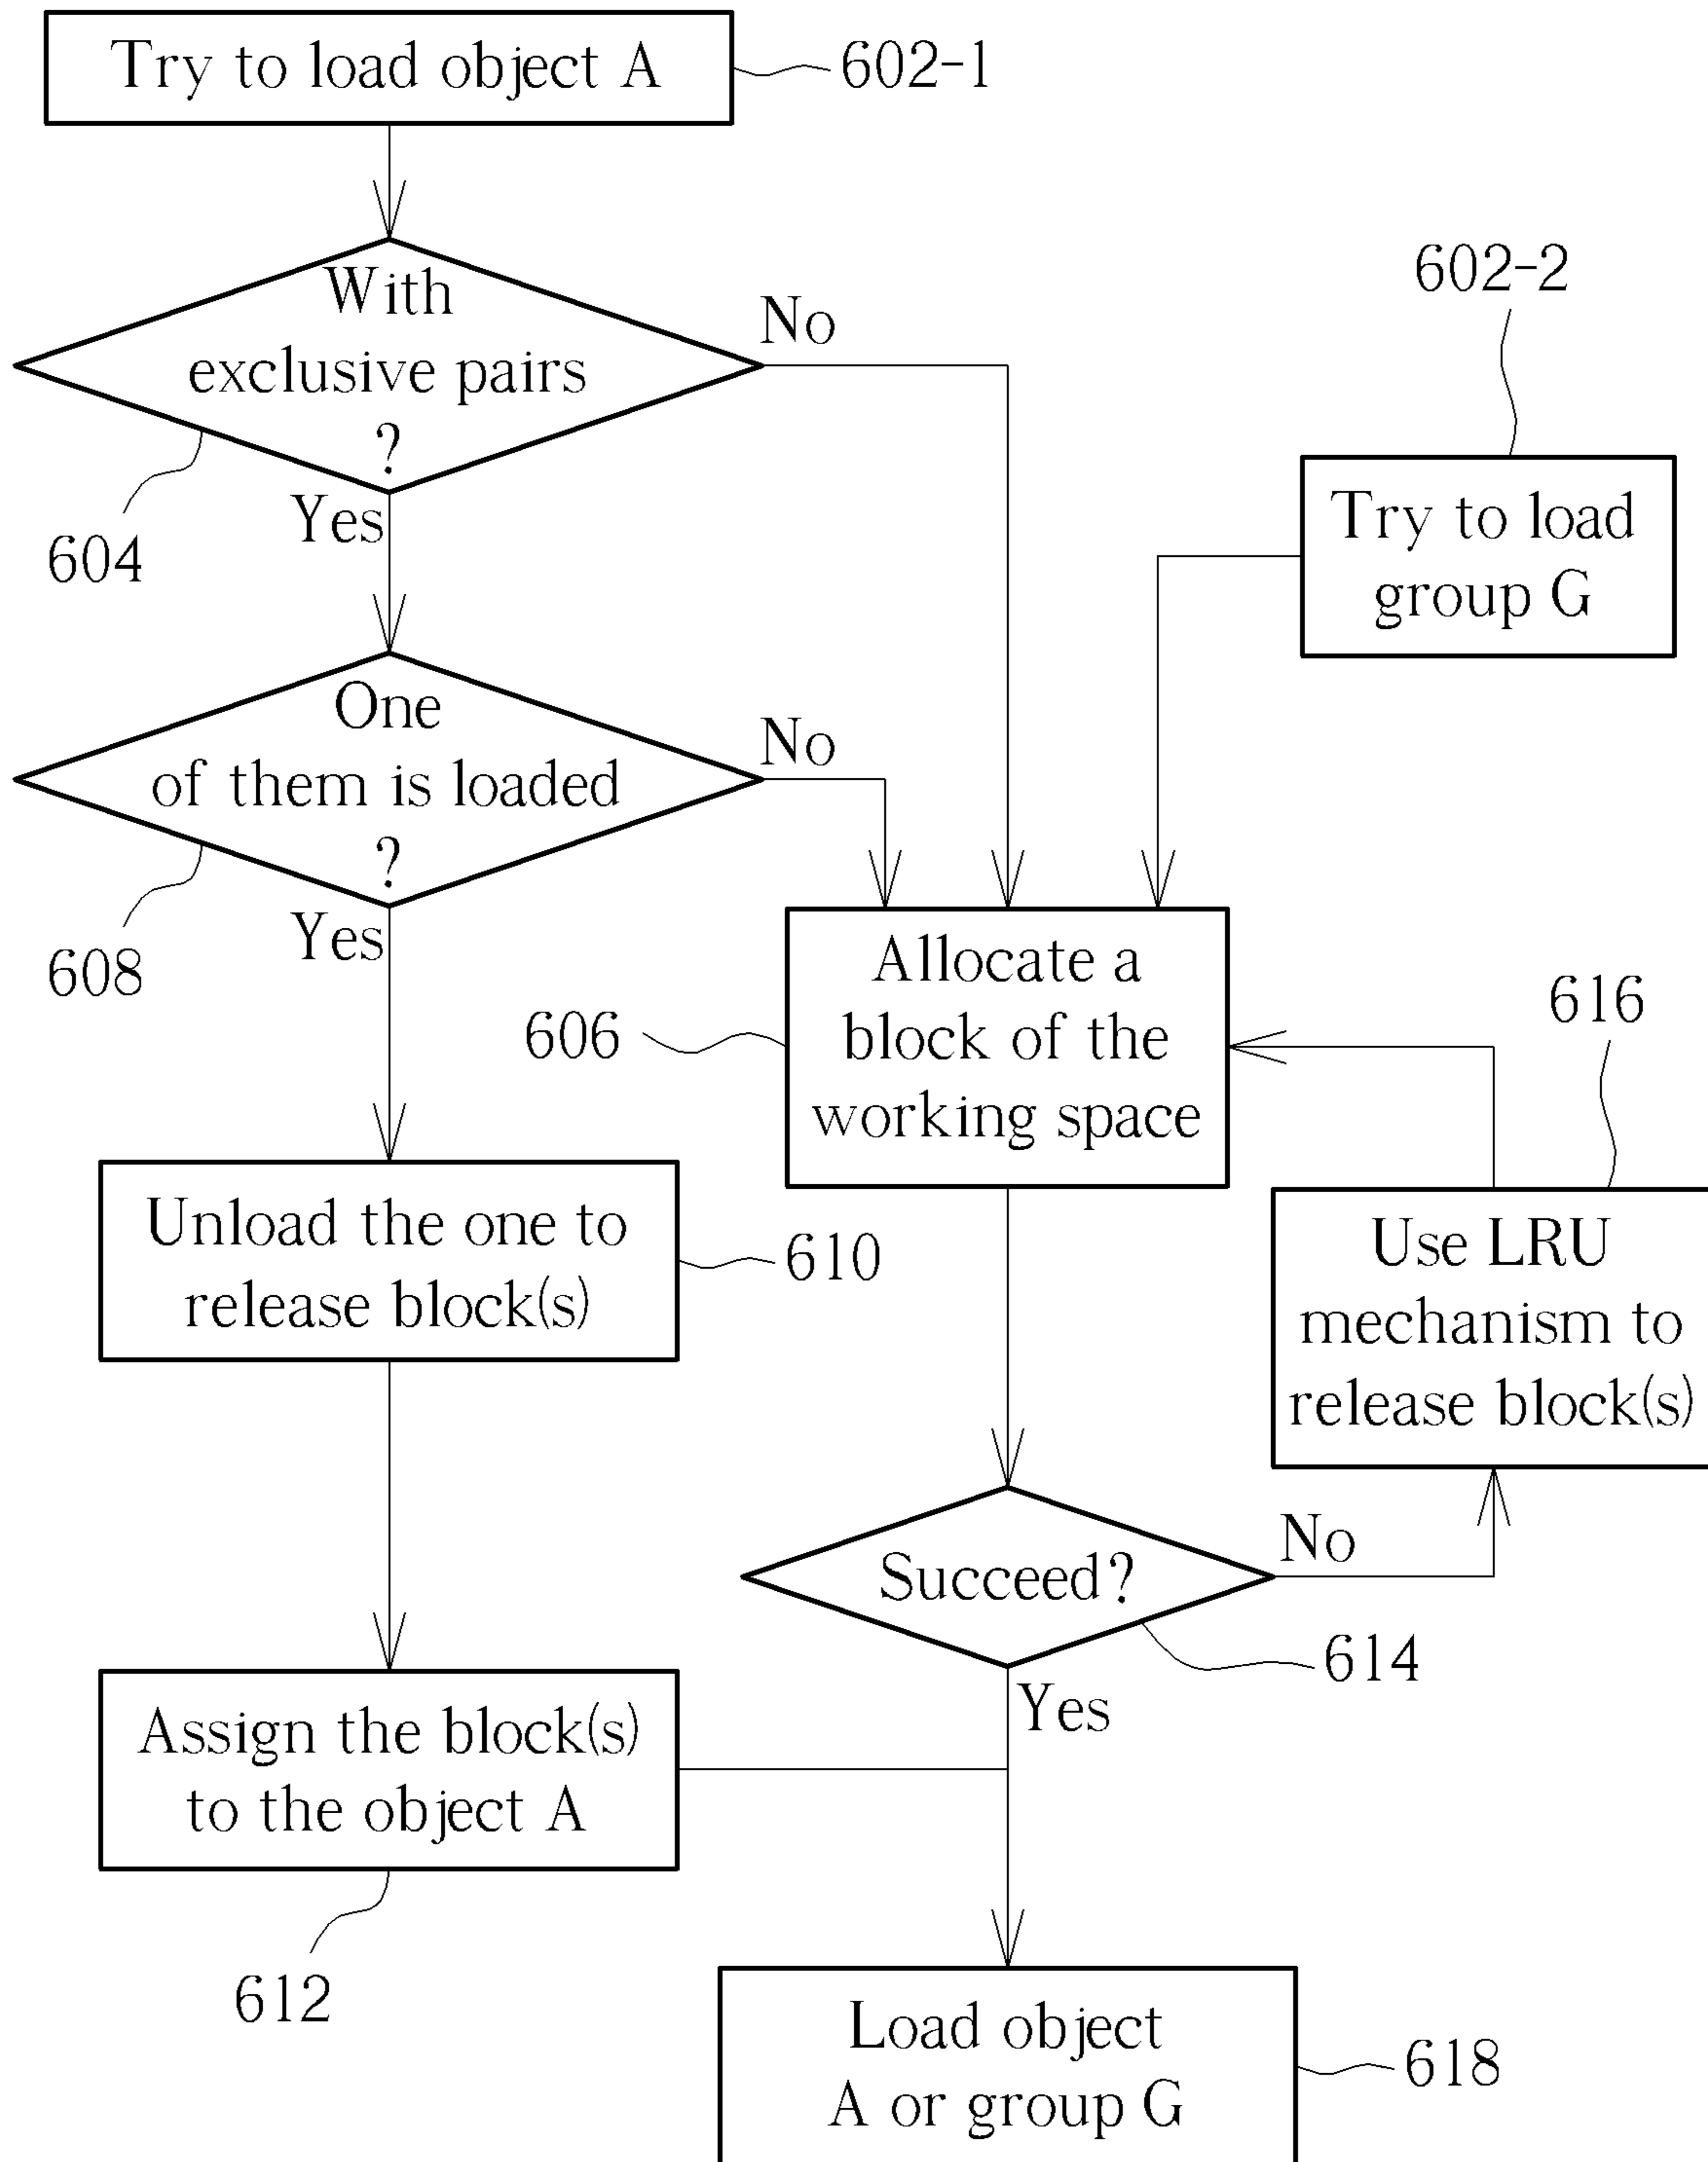 Try to load object A
602-1
With
exclusive pairs
?
No
Yes
604
602-2
Try to load
group G
One
of them is loaded
?
No
Yes
608
606
Allocate a
block of the
working space
616
Unload the one to
release block(s)
610
Use LRU
mechanism to
release block(s)
Succeed?
No
614
Yes
Assign the block(s)
to the object A
612
Load object
A or group G
618